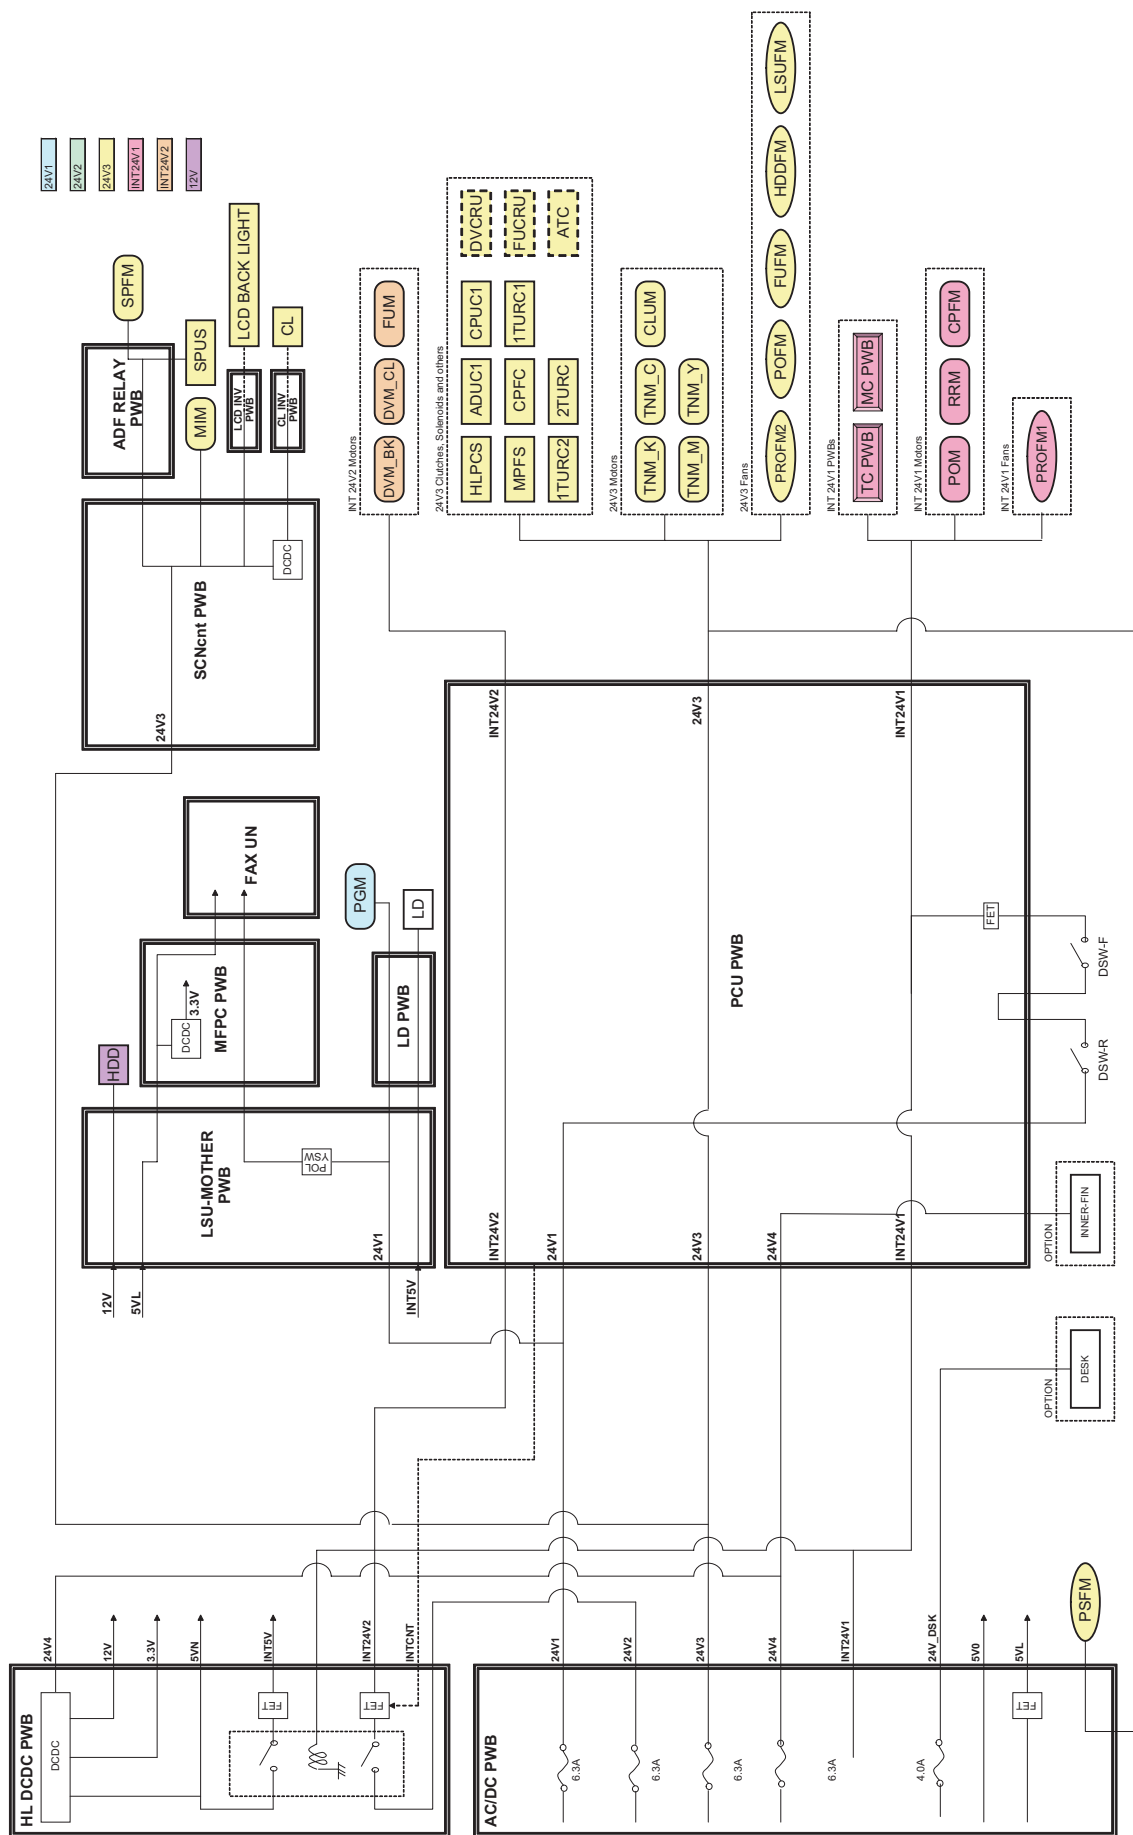 24V1
24V2
24V3
INT24V1
INT24V2
12V
SPFM
ADF RELAY
PWB
SPUS
MIM
LCD BACK LIGHT
LCD INV
PWB
CL
CL INV
PWB
SCNcnt PWB
DCDC
24V3
INT 24V2 Motors
DVM_BK
DVM_CL
FUM
24V3 Clutches, Solenoids and others
HLPCS
ADUC1
CPUC1
DVCRU
MPFS
CPFC
1TURC1
FUCRU
1TURC2
2TURC
ATC
24V3 Motors
TNM_K
TNM_C
CLUM
TNM_M
TNM_Y
24V3 Fans
PROFM2
POFM
FUFM
HDDFM
LSUFM
INT 24V1 PWBs
TC PWB
MC PWB
INT 24V1 Motors
POM
RRM
CPFM
INT 24V1 Fans
PROFM1
FAX UN
MFPC PWB
DCDC
3.3V
HDD
LSU-MOTHER
PWB
POL
YSW
PGM
LD
LD PWB
12V
5VL
24V1
INT5V
PCU PWB
INT24V2
24V3
INT24V1
INT24V2
24V1
24V3
24V4
INT24V1
FET
DSW-F
DSW-R
OPTION
INNER-FIN
OPTION
DESK
HL DCDC PWB
DCDC
24V4
12V
3.3V
5VN
INT5V
INT24V2
INTCNT
FET
FET
AC/DC PWB
24V1
24V2
24V3
24V4
INT24V1
24V_DSK
5V0
5VL
6.3A
6.3A
6.3A
6.3A
6.3A
4.0A
FET
PSFM